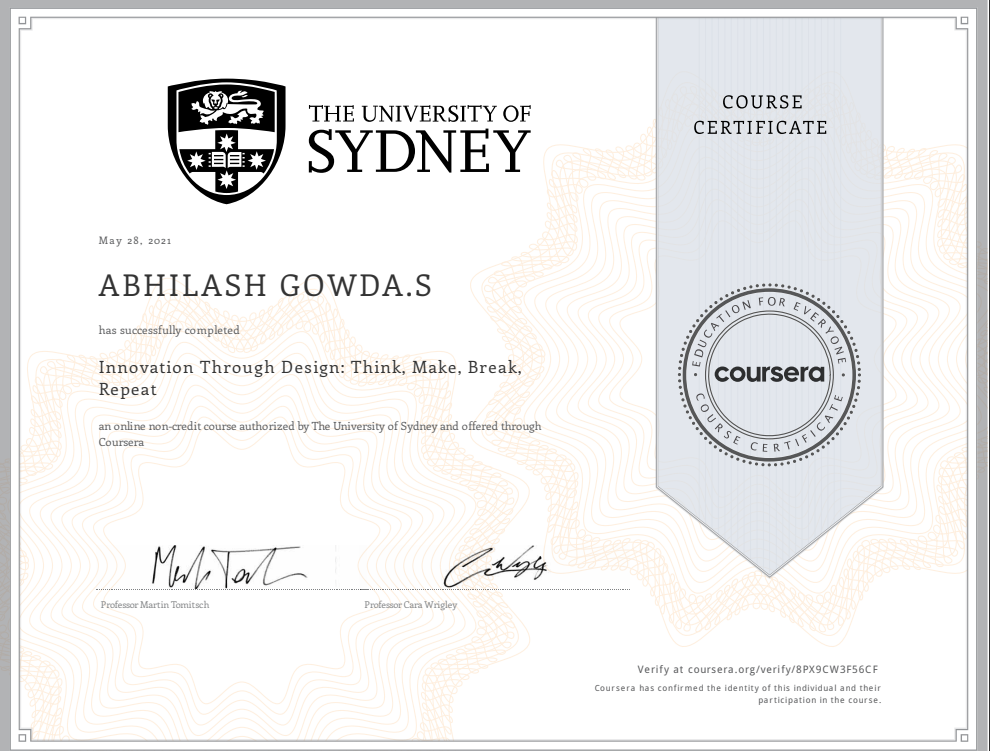 THE UNIVERSITY OF
SYDNEY
COURSE
CERTIFICATE
May 28, 2021
ABHILASH GOWDA.S
has successfully completed
Innovation Through Design: Think, Make, Break,
Repeat
an online non-credit course authorized by The University of Sydney and offered through
Coursera
EDUCATION FOR EVERYONE
coursera
COURSE CERTIFICATE
Professor Martin Tomitsch
Professor Cara Wrigley
Verify at coursera.org/verify/8PX9CW3F56CF
Coursera has confirmed the identity of this individual and their
participation in the course.